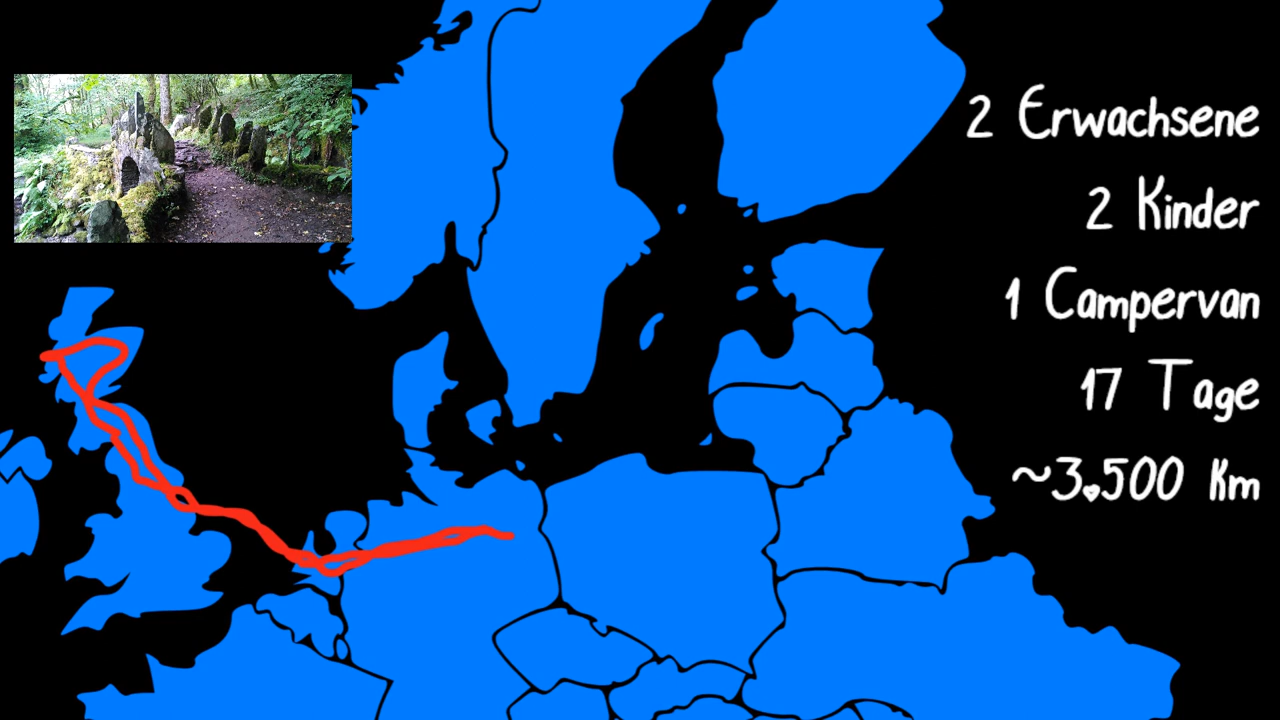 2 Erwachsene
2 Kinder
1 Campervan
17 Tage
~3.500 Km